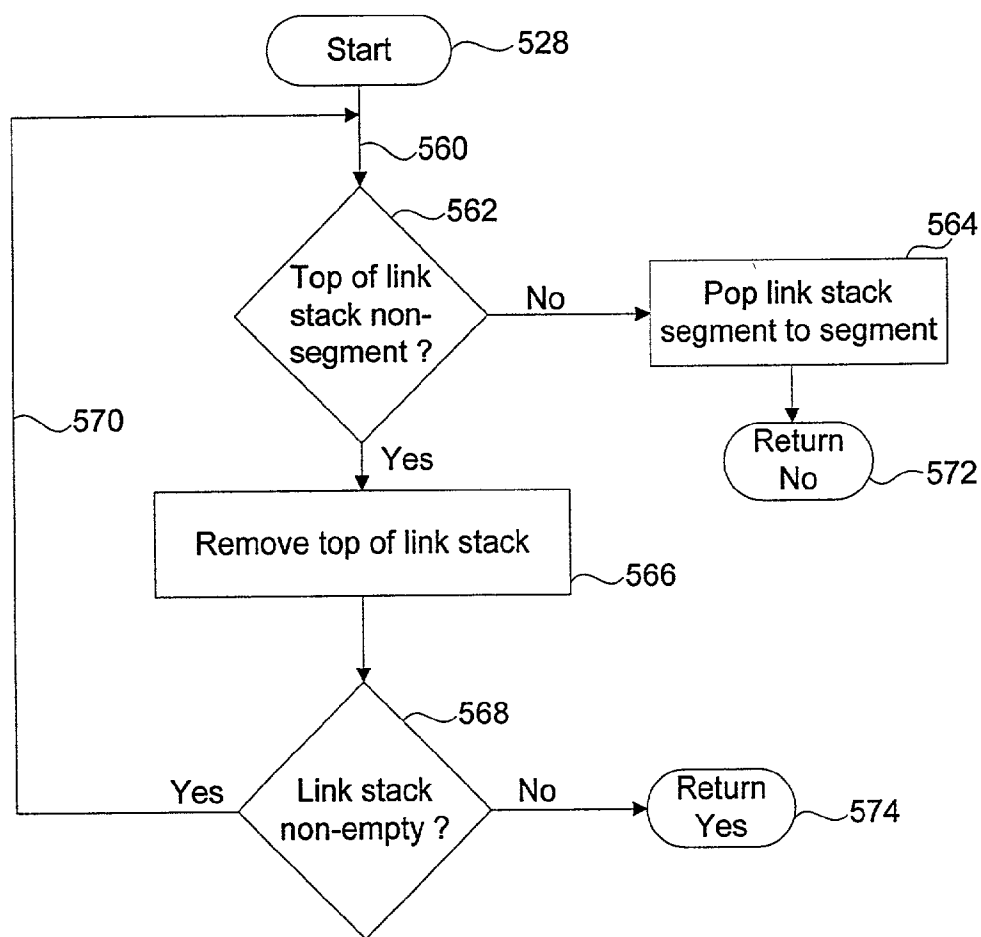 Start
528
560
562
Top of link
stack non-
segment ?
No
564
Pop link stack
segment to segment
570
Yes
Return
No
572
Remove top of link stack
566
568
Yes
Link stack
non-empty ?
No
Return
Yes
574